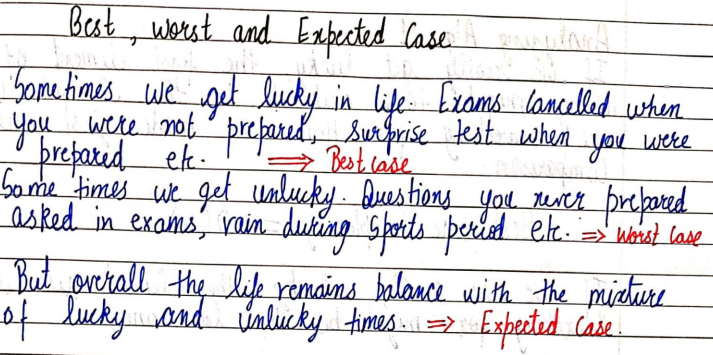 Best, worst and Expected Case
Sometimes we get lucky in life. Exams cancelled when
you were not prepared, surprise test when you were
prepared etc. ⇒ Best case
Some times we get unlucky. Questions you never prepared
asked in exams, rain during Sports period etc. ⇒ Worst Case
But overall the life remains balance with the mixture
of lucky and unlucky times. ⇒ Expected Case.